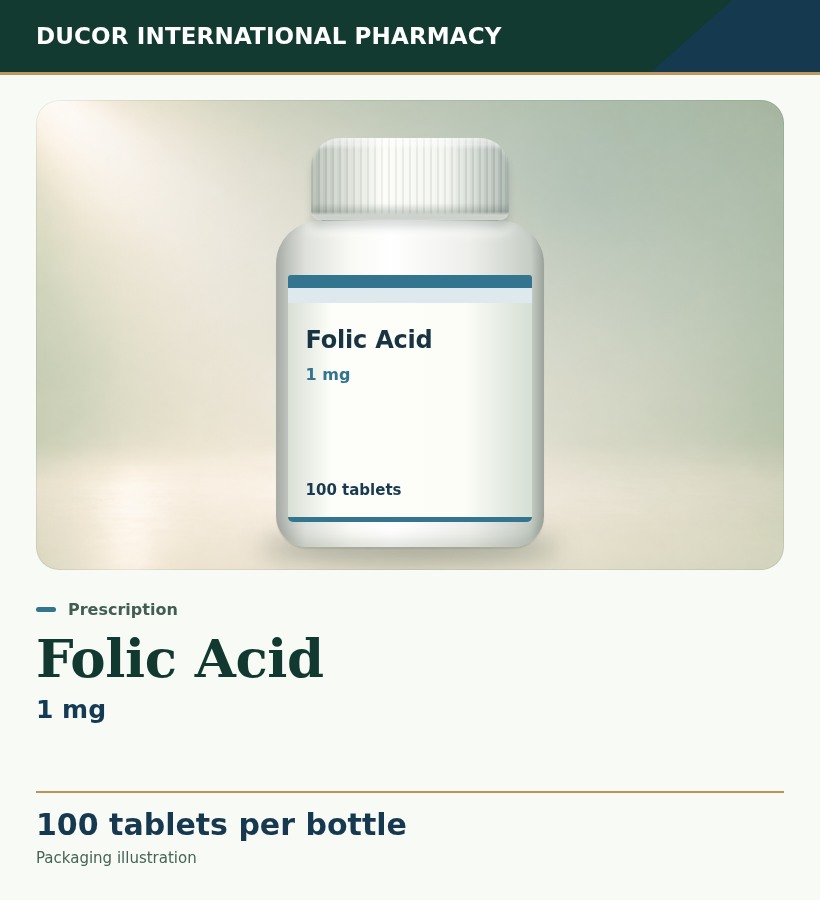 DUCOR INTERNATIONAL PHARMACY
Folic Acid
1 mg
100 tablets
Prescription
Folic Acid
1 mg
100 tablets per bottle
Packaging illustration